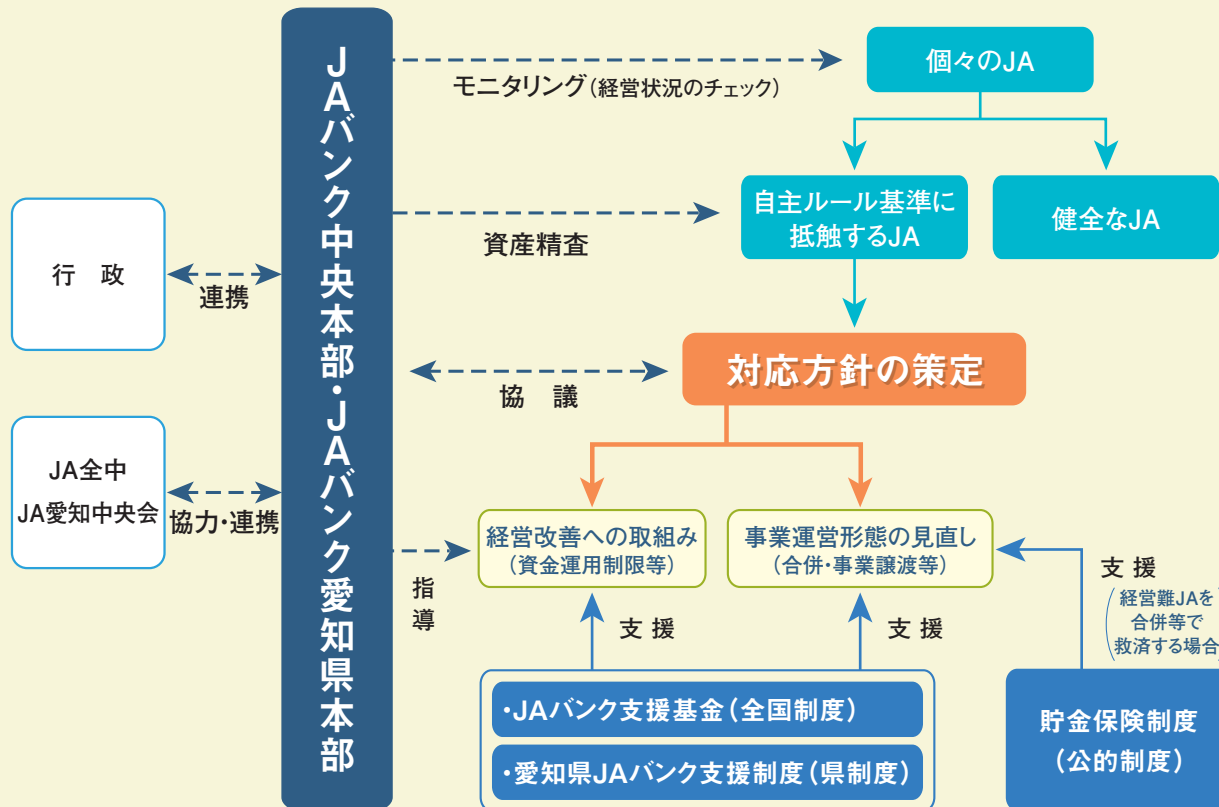 JAバンク中央本部・JAバンク愛知県本部
行　政
連携
JA全中
JA愛知中央会
協力・連携
モニタリング(経営状況のチェック)
個々のJA
資産精査
自主ルール基準に
抵触するJA
健全なJA
協　議
対応方針の策定
指導
経営改善への取組み
(資金運用制限等)
事業運営形態の見直し
(合併・事業譲渡等)
支 援
支 援
支 援
(経営難JAを
合併等で
救済する場合)
・JAバンク支援基金(全国制度)
・愛知県JAバンク支援制度(県制度)
貯金保険制度
(公的制度)